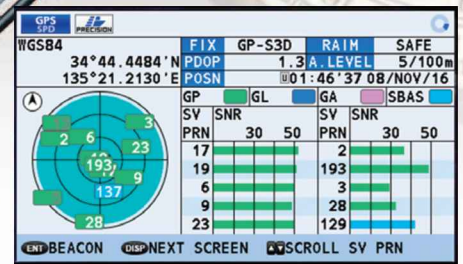 GPS SPD PRECISION
WGS84 FIX GP-S3D RAIM SAFE
34°44.4484'N PDOP 1.3 A.LEVEL 5/100m
135°21.2130'E POSN U 01:46'37 08/NOV/16
GP GL GA SBAS
SV SNR SV SNR
PRN 30 50 PRN 30 50
17 2
19 193
6 3
9 28
23 129
3
2 6
23
193
9
137
28
ENT BEACON DISP NEXT SCREEN SCROLL SV PRN